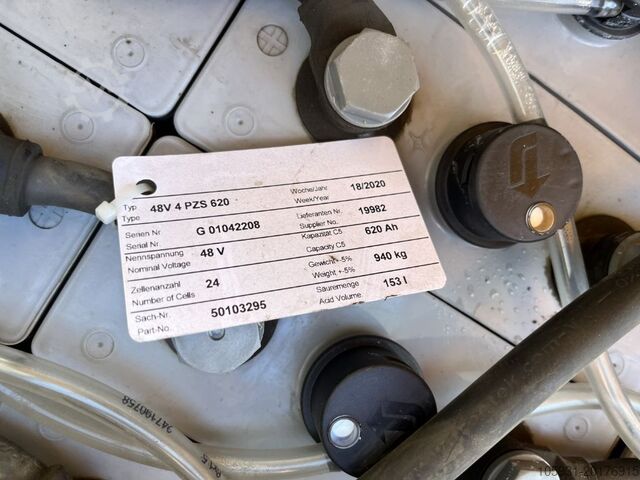 Typ
Type
48V 4 PZS 620
Woche/Jahr
Week/Year
18/2020
Serien Nr
Serial Nr.
G 01042208
Lieferanten Nr.
Supplier No.
19982
Nennspannung
Nominal Voltage
48 V
Kapazität C5
Capacity C5
620 Ah
Zellenanzahl
Number of Cells
24
Gewicht +-5%
Weight +-5%
940 kg
Sach-Nr.
Part-No.
50103295
Säuremenge
Acid Volume
153 l
247190758